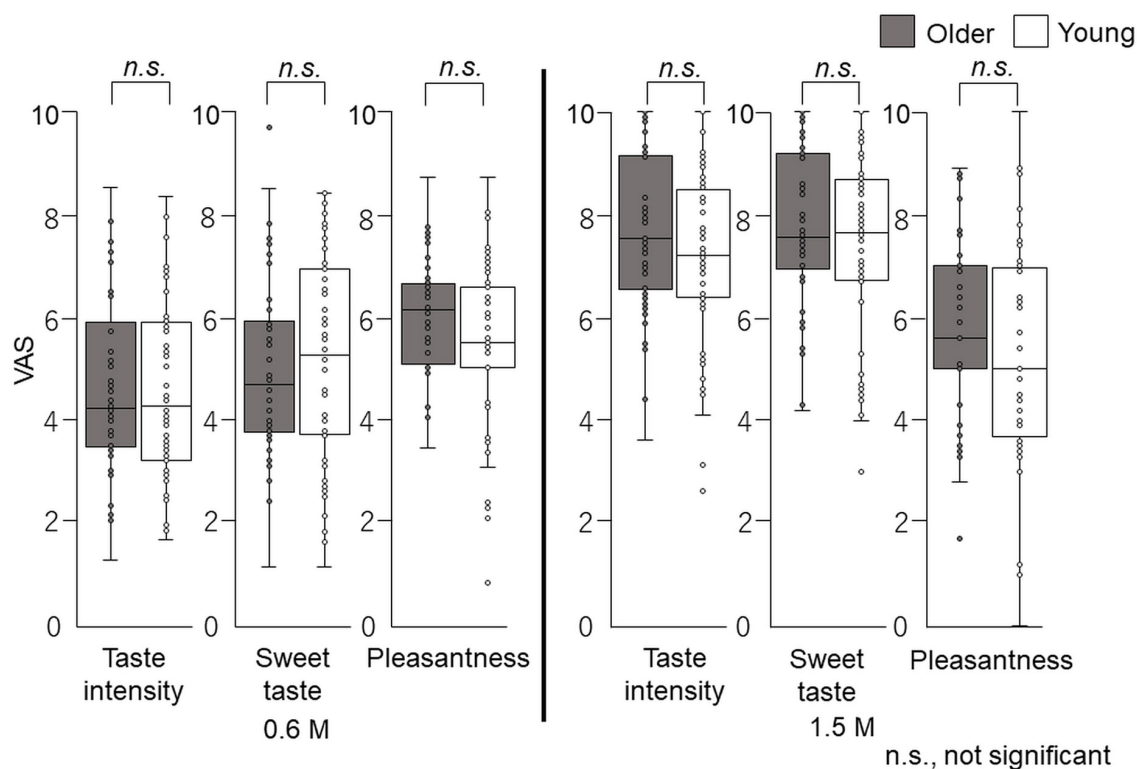 Older Young
n.s. n.s. n.s. n.s. n.s. n.s.
10 10 10 10 10 10
8 8 8 8 8 8
6 6 6 6 6 6
VAS
4 4 4 4 4 4
2 2 2 2 2 2
0 0 0 0 0 0
Taste Sweet Pleasantness Taste Sweet Pleasantness
intensity taste intensity taste
0.6 M 1.5 M
n.s., not significant